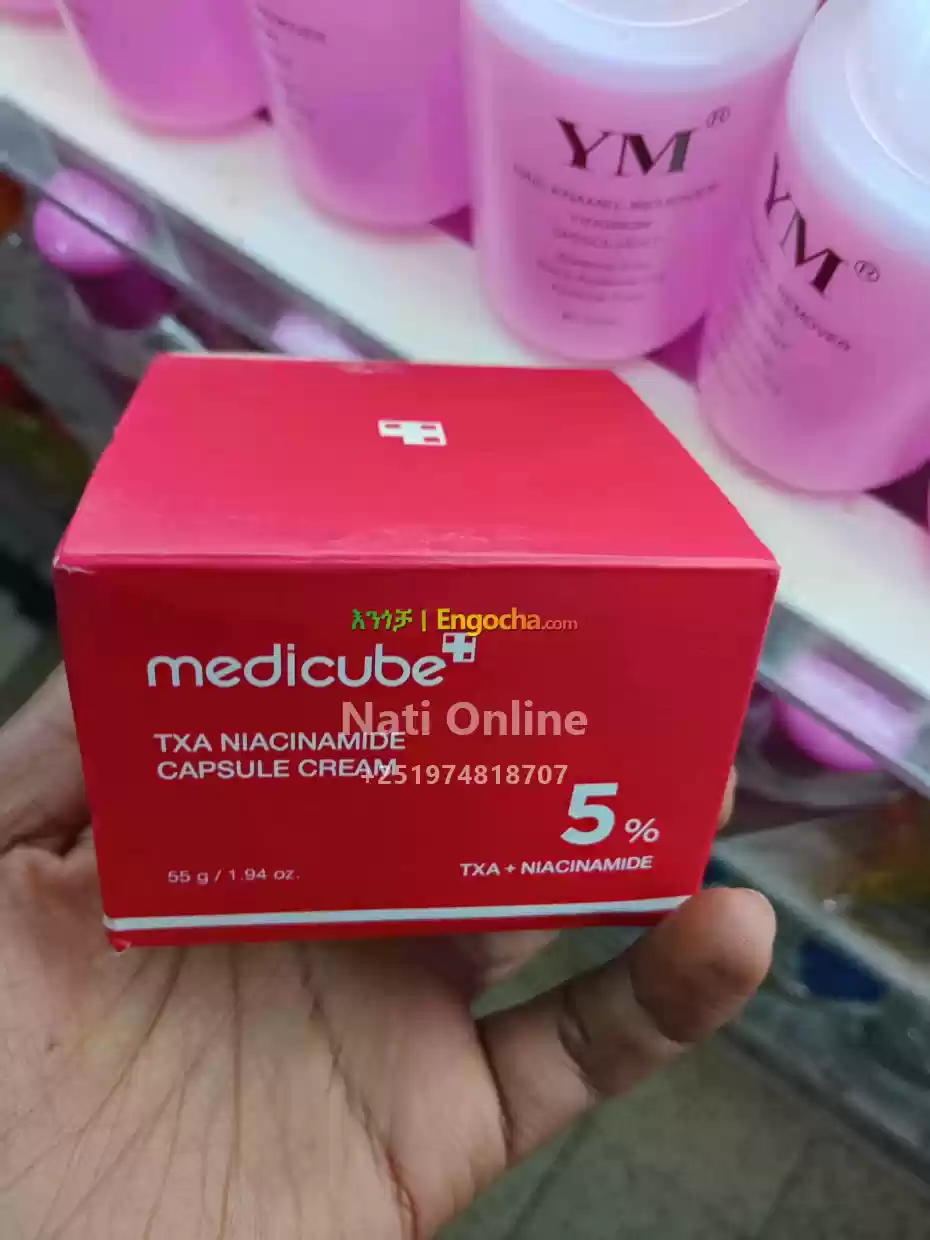 YM®
YM®
እንጎቻ | Engocha.com
medicube
Nati Online
TXA NIACINAMIDE
CAPSULE CREAM
+251974818707
5 %
TXA + NIACINAMIDE
55 g / 1.94 oz.